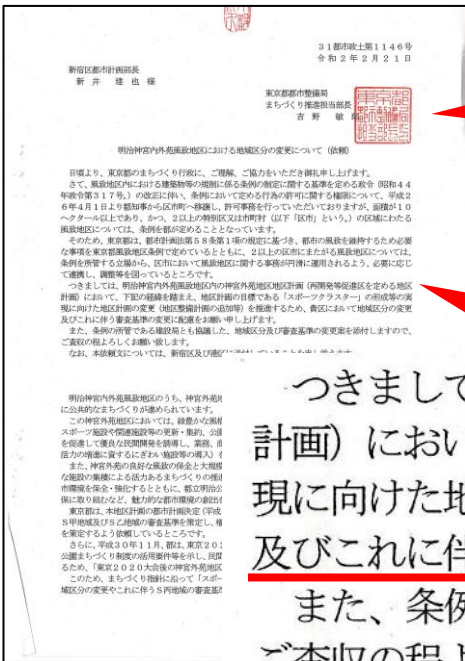 31都市政土第1146号
令和2年2月21日
新宿区都市計画部長
新井 建也 様
東京都都市整備局
まちづくり推進担当部長
吉野 敏郎
明治神宮内外苑風致地区における地域区分の変更について（依頼）
日頃より、東京都のまちづくり行政に、ご理解、ご協力をいただき御礼申し上げます。
さて、風致地区内における建築物等の規制に係る条例の制定に関する基準を定める政令（昭和44
年政令第317号。）の改正に伴い、条例において定める行為の許可に関する権限について、平成2
6年4月1日より都知事から区市町へ移譲し、許可事務を行っていただいておりますが、面積が10
ヘクタール以上であり、かつ、2以上の特別区又は市町村（以下「区市」という。）の区域にわたる
風致地区については、条例を都が定めることとなっています。
そのため、東京都は、都市計画法第58条第1項の規定に基づき、都市の風致を維持するため必要
な事項を東京都風致地区条例で定めているとともに、2以上の区市にまたがる風致地区については、
条例を所管する立場から、区市において風致地区に関する事務が円滑に運用されるよう、必要に応じ
て連携し、調整等を図っているところです。
つきましては、明治神宮内外苑風致地区内の神宮外苑地区地区計画（再開発等促進区を定める地区
計画）において、下記の経緯を踏まえ、地区計画の目標である「スポーツクラスター」の形成等の実
現に向けた地区計画の変更（地区整備計画の追加等）を推進するため、貴区において地域区分の変更
及びこれに伴う審査基準の変更に配慮をお願い申し上げます。
また、条例の所管である建設局とも協議した、地域区分及び審査基準の変更案を添付しますので、
ご査収の程よろしくお願い致します。
なお、本依頼文については、新宿区及び
明治神宮内外苑風致地区のうち、神宮外苑
に公共的なまちづくりが進められています。
この神宮外苑地区においては、緑豊かな風格
スポーツ施設や関連施設等の更新・集約、公
を促進して優良な民間開発を誘導し、業務、
活力の増進に資するにぎわい施設等の導入）
また、神宮外苑の良好な風致の保全と大規模
な施設の集積による活力あるまちづくりの推
市環境を保全・強化するとともに、都立明治公
保に取り組むなど、魅力的な都市環境の創出
東京都は、本地区計画の都市計画決定（平成
S甲地域及びS乙地域の審査基準を策定し、
を策定するよう依頼しているところです。
さらに、平成30年11月、都は、東京20
公園まちづくり制度の活用要件等を示し、民間
るため、「東京2020大会後の神宮外苑地区
このため、まちづくり指針に沿って「スポー
域区分の変更やこれに伴うS丙地域の審査基
つきまして
計画）におい
現に向けた地
及びこれに伴
また、条例
ご査収の程よ